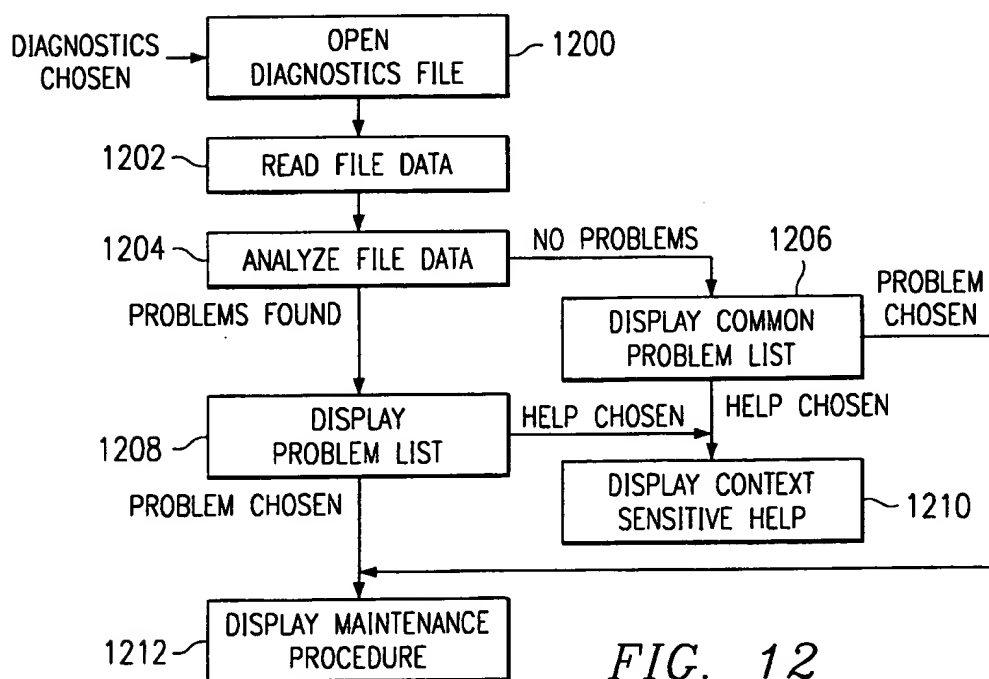 DIAGNOSTICS
CHOSEN
OPEN
DIAGNOSTICS FILE
1200
1202
READ FILE DATA
1204
ANALYZE FILE DATA
NO PROBLEMS
1206
PROBLEMS FOUND
DISPLAY COMMON
PROBLEM LIST
PROBLEM
CHOSEN
1208
DISPLAY
PROBLEM LIST
HELP CHOSEN
HELP CHOSEN
PROBLEM CHOSEN
DISPLAY CONTEXT
SENSITIVE HELP
1210
1212
DISPLAY MAINTENANCE
PROCEDURE
FIG. 12